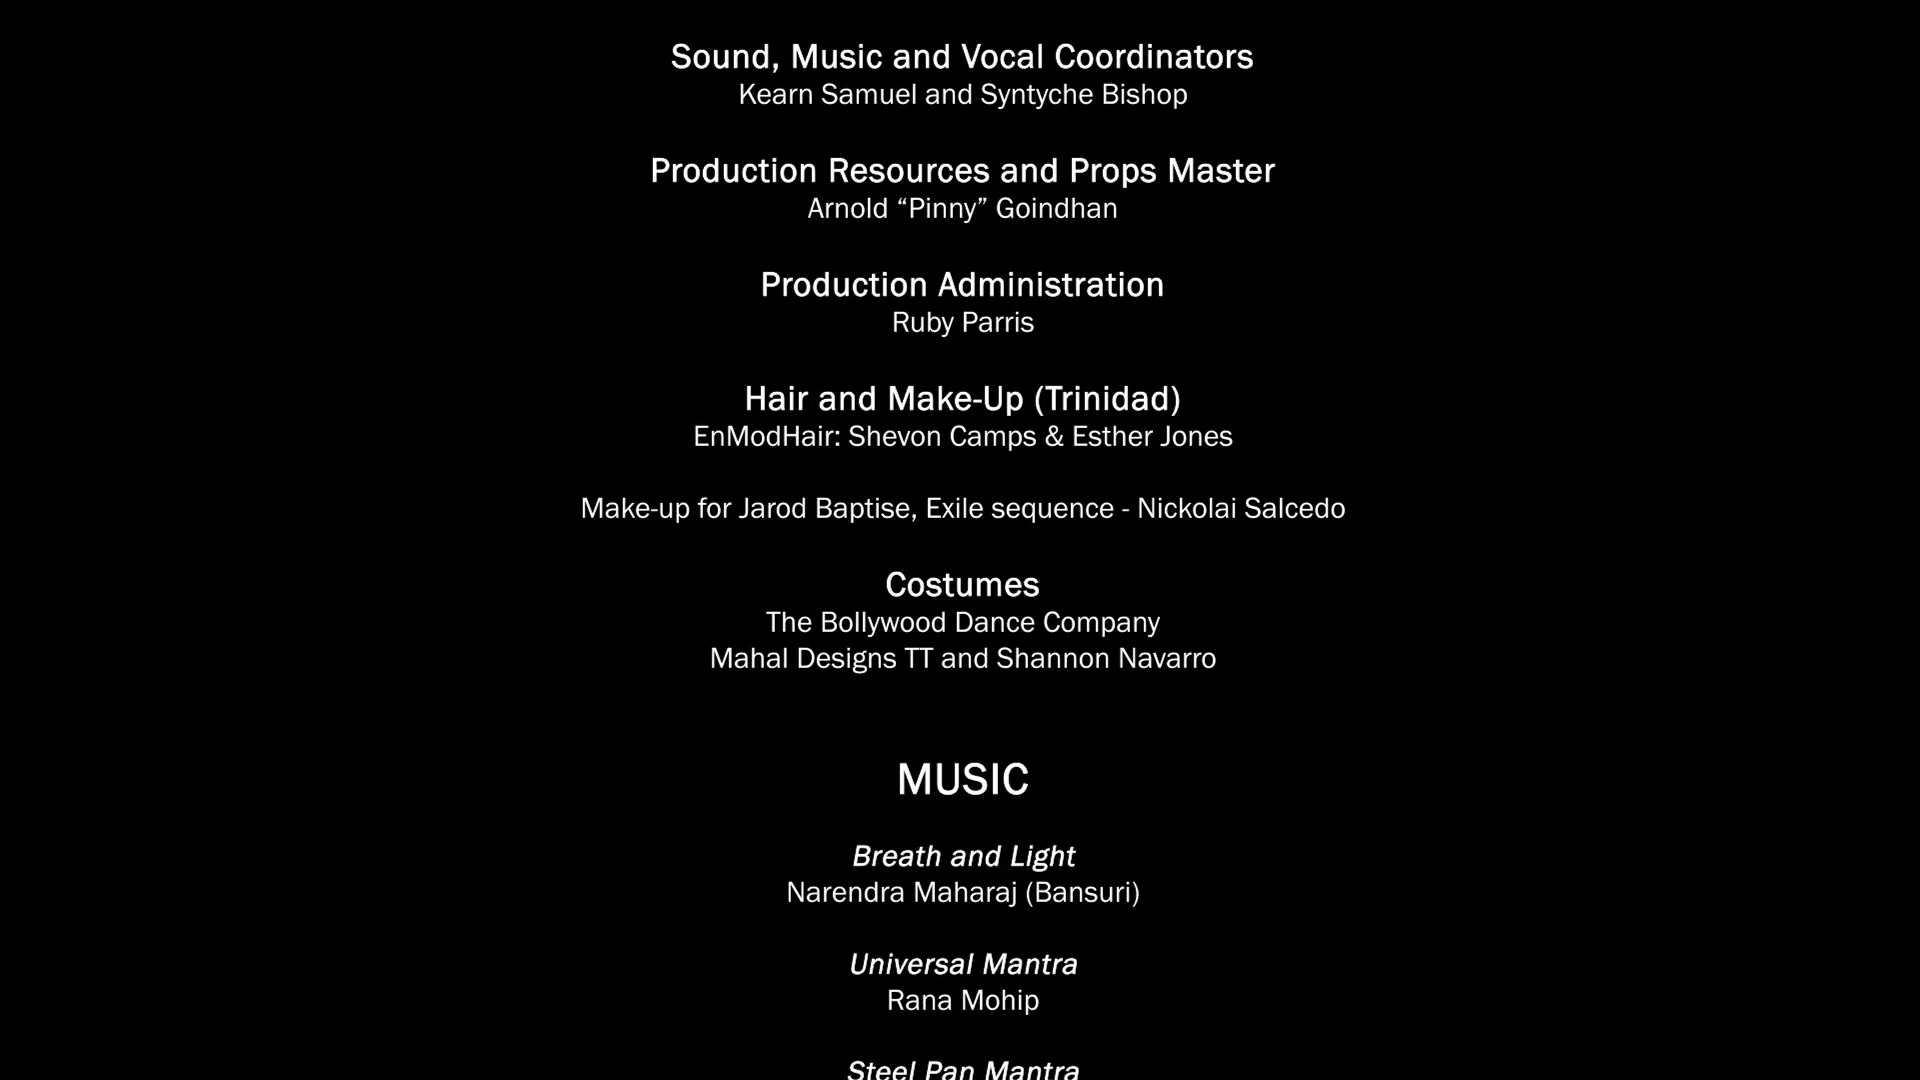 Sound, Music and Vocal Coordinators
Kearn Samuel and Syntyche Bishop
Production Resources and Props Master
Arnold “Pinny” Goindhan
Production Administration
Ruby Parris
Hair and Make-Up (Trinidad)
EnModHair: Shevon Camps & Esther Jones
Make-up for Jarod Baptise, Exile sequence - Nickolai Salcedo
Costumes
The Bollywood Dance Company
Mahal Designs TT and Shannon Navarro
MUSIC
Breath and Light
Narendra Maharaj (Bansuri)
Universal Mantra
Rana Mohip
Steel Pan Mantra